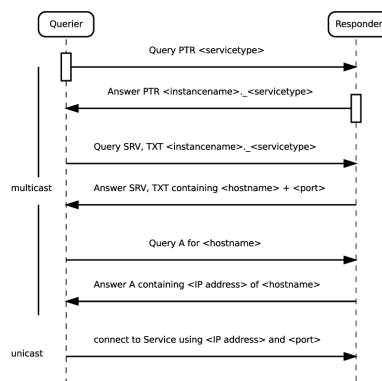 Querier
Responder
Query PTR <servicetype>
Answer PTR <instancename>._<servicetype>
Query SRV, TXT <instancename>._<servicetype>
multicast
Answer SRV, TXT containing <hostname> + <port>
Query A for <hostname>
Answer A containing <IP address> of <hostname>
connect to Service using <IP address> and <port>
unicast